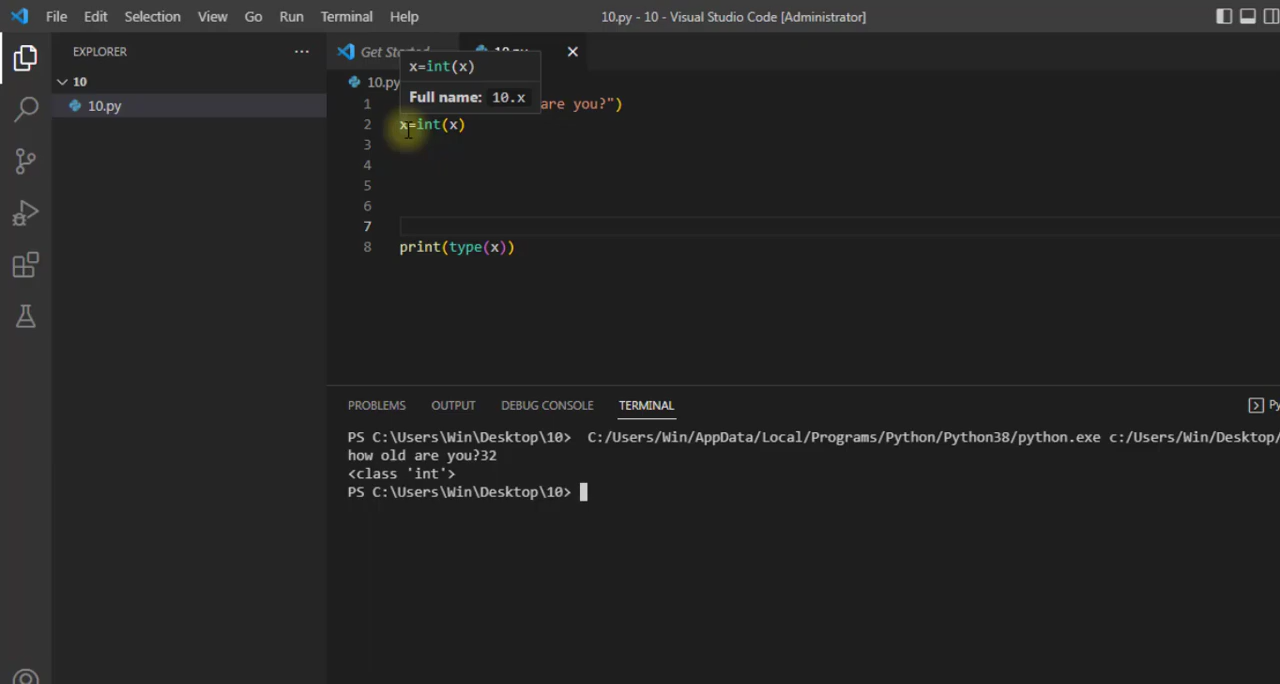 File Edit Selection View Go Run Terminal Help
10.py - 10 - Visual Studio Code [Administrator]
EXPLORER
···
10
10.py
Get Started
10.py
10.py
x=int(x)
Full name: 10.x
1 are you?")
2 x=int(x)
3
4
5
6
7
8 print(type(x))
PROBLEMS OUTPUT DEBUG CONSOLE TERMINAL
Py
PS C:\Users\Win\Desktop\10> C:/Users/Win/AppData/Local/Programs/Python/Python38/python.exe c:/Users/Win/Desktop/
how old are you?32
<class 'int'>
PS C:\Users\Win\Desktop\10>